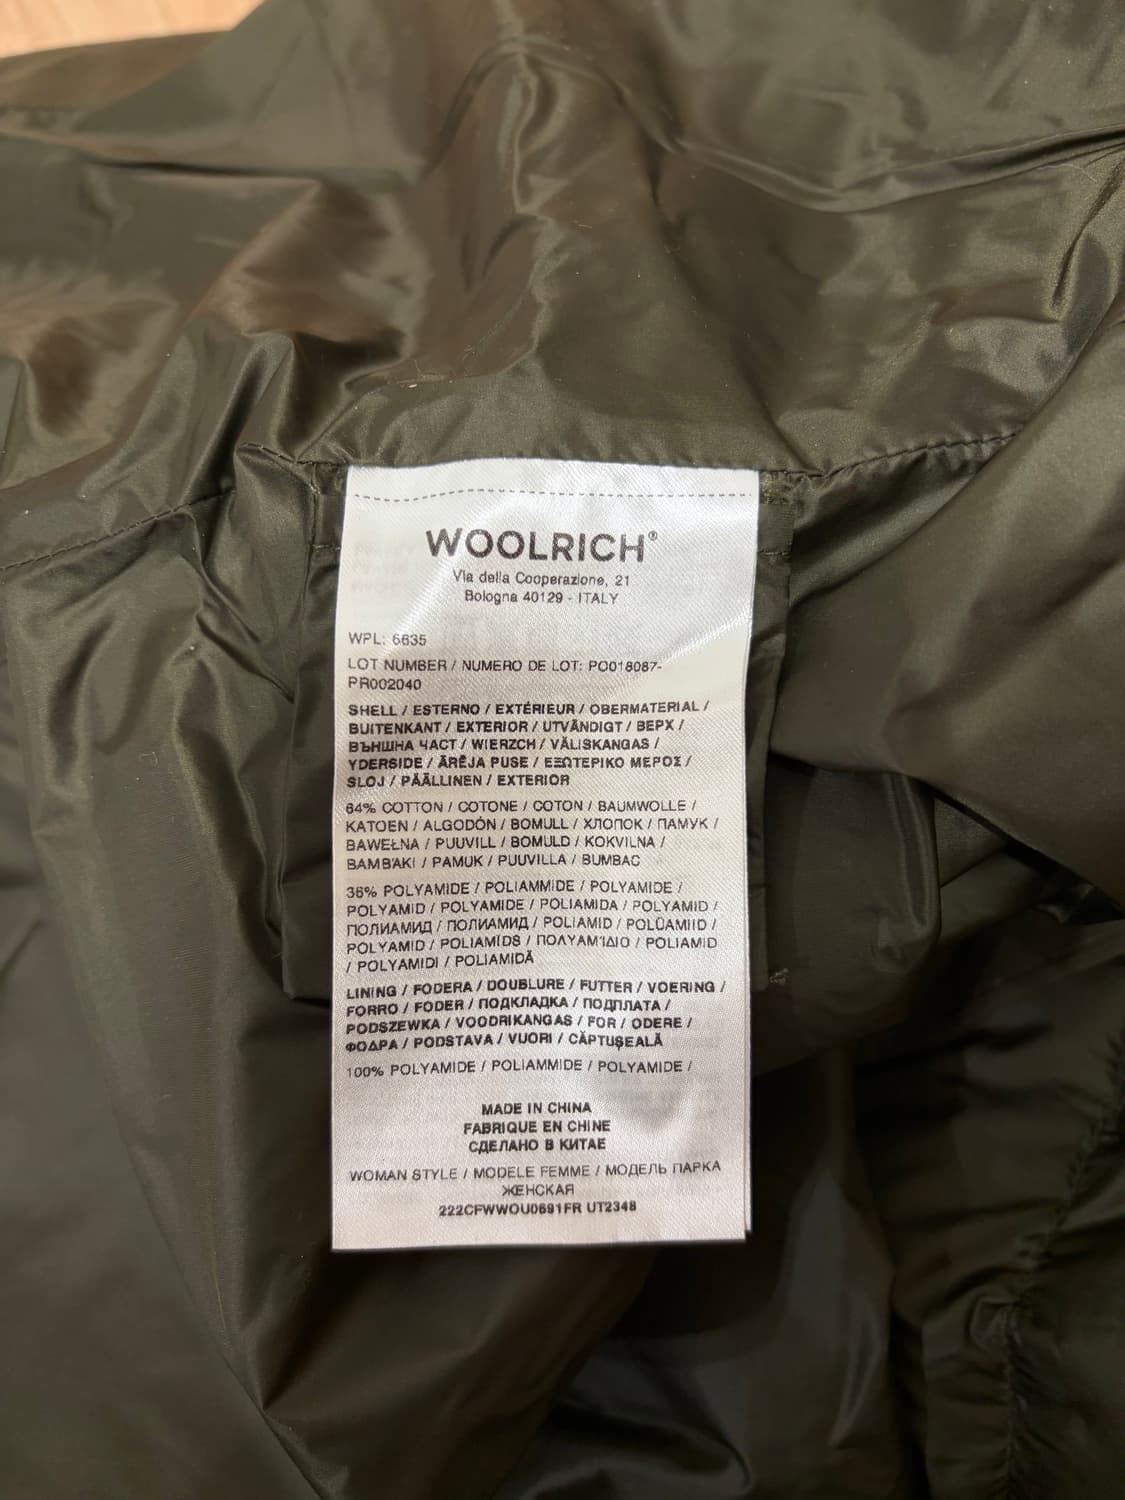 WOOLRICH®
Via della Cooperazione, 21
Bologna 40129 - ITALY
WPL: 6635
LOT NUMBER / NUMERO DE LOT: PO018087-
PR002040
SHELL / ESTERNO / EXTÉRIEUR / OBERMATERIAL /
BUITENKANT / EXTERIOR / UTVÄNDIGT / ВЕРХ /
ВЪНШНА ЧАСТ / WIERZCH / VÄLISKANGAS /
YDERSIDE / ĀRĒJA PUSE / ΕΞΩΤΕΡΙΚΟ ΜΕΡΟΣ /
SLOJ / PÄÄLLINEN / EXTERIOR
64% COTTON / COTONE / COTON / BAUMWOLLE /
KATOEN / ALGODÓN / BOMULL / ХЛОПОК / ПАМУК /
BAWEŁNA / PUUVILL / BOMULD / KOKVILNA /
ΒΑΜΒΆΚΙ / PAMUK / PUUVILLA / BUMBAC
36% POLYAMIDE / POLIAMMIDE / POLYAMIDE /
POLYAMID / POLYAMIDE / POLIAMIDA / POLYAMID /
ПОЛИАМИД / ПОЛИАМИД / POLIAMID / POLÜAMIID /
POLYAMID / POLIAMĪDS / ΠΟΛΥΑΜΊΔΙΟ / POLIAMID
/ POLYAMIDI / POLIAMIDĂ
LINING / FODERA / DOUBLURE / FUTTER / VOERING /
FORRO / FODER / ПОДКЛАДКА / ПОДПЛАТА /
PODSZEWKA / VOODRIKANGAS / FOR / ODERE /
ΦΟΔΡΑ / PODSTAVA / VUORI / CĂPTUȘEALĂ
100% POLYAMIDE / POLIAMMIDE / POLYAMIDE /
MADE IN CHINA
FABRIQUE EN CHINE
СДЕЛАНО В КИТАЕ
WOMAN STYLE / MODELE FEMME / МОДЕЛЬ ПАРКА
ЖЕНСКАЯ
222CFWWOU0691FR UT2348